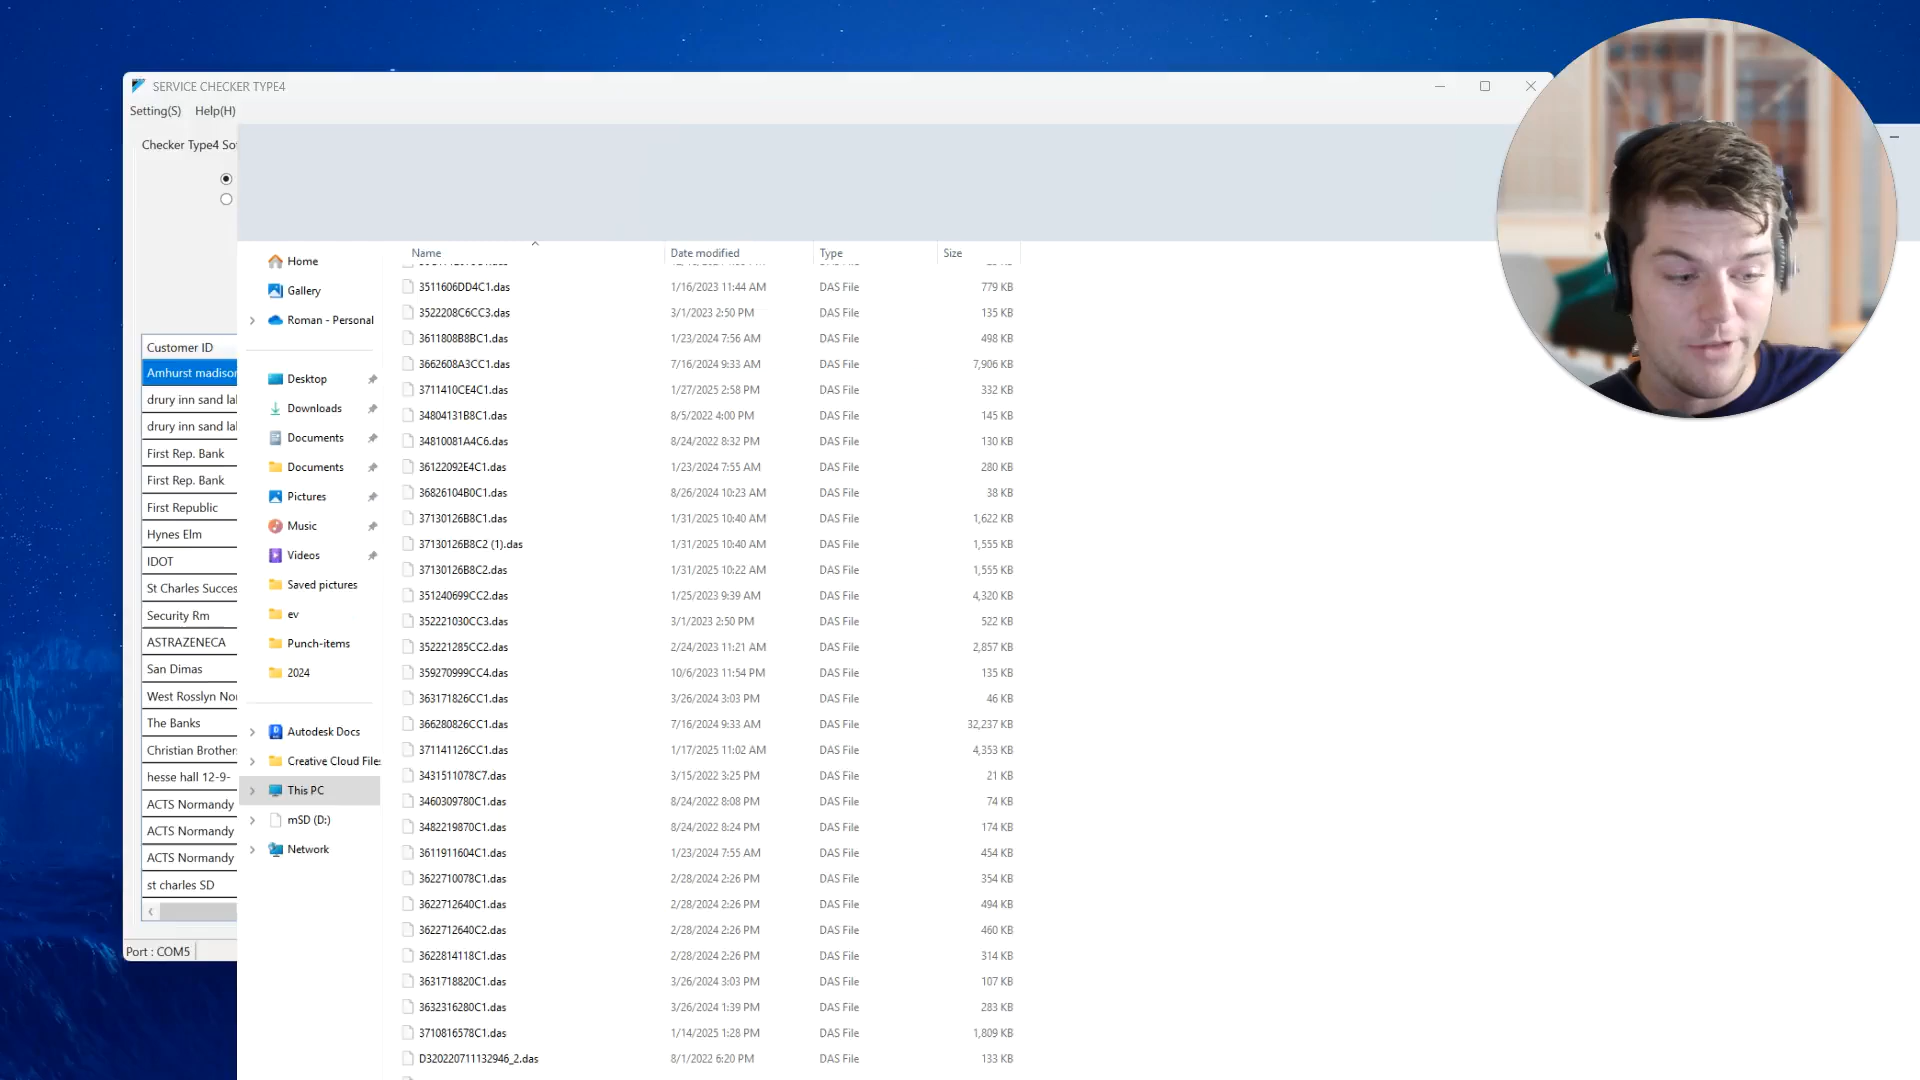 SERVICE CHECKER TYPE4
Setting(S) Help(H)
Checker Type4 So
Customer ID
Amhurst madison
drury inn sand la
drury inn sand la
First Rep. Bank
First Rep. Bank
First Republic
Hynes Elm
IDOT
St Charles Succes
Security Rm
ASTRAZENECA
San Dimas
West Rosslyn No
The Banks
Christian Brother
hesse hall 12-9-
ACTS Normandy
ACTS Normandy
ACTS Normandy
st charles SD
Port : COM5
Home
Gallery
Roman - Personal
Desktop
Downloads
Documents
Documents
Pictures
Music
Videos
Saved pictures
ev
Punch-items
2024
Autodesk Docs
Creative Cloud Files
This PC
mSD (D:)
Network
Name Date modified Type Size
3511606DD4C1.das 1/16/2023 11:44 AM DAS File 779 KB
3522208C6CC3.das 3/1/2023 2:50 PM DAS File 135 KB
3611808B8BC1.das 1/23/2024 7:56 AM DAS File 498 KB
3662608A3CC1.das 7/16/2024 9:33 AM DAS File 7,906 KB
3711410CE4C1.das 1/27/2025 2:58 PM DAS File 332 KB
34804131B8C1.das 8/5/2022 4:00 PM DAS File 145 KB
34810081A4C6.das 8/24/2022 8:32 PM DAS File 130 KB
36122092E4C1.das 1/23/2024 7:55 AM DAS File 280 KB
36826104B0C1.das 8/26/2024 10:23 AM DAS File 38 KB
37130126B8C1.das 1/31/2025 10:40 AM DAS File 1,622 KB
37130126B8C2 (1).das 1/31/2025 10:40 AM DAS File 1,555 KB
37130126B8C2.das 1/31/2025 10:22 AM DAS File 1,555 KB
351240699CC2.das 1/25/2023 9:39 AM DAS File 4,320 KB
352221030CC3.das 3/1/2023 2:50 PM DAS File 522 KB
352221285CC2.das 2/24/2023 11:21 AM DAS File 2,857 KB
359270999CC4.das 10/6/2023 11:54 PM DAS File 135 KB
363171826CC1.das 3/26/2024 3:03 PM DAS File 46 KB
366280826CC1.das 7/16/2024 9:33 AM DAS File 32,237 KB
371141126CC1.das 1/17/2025 11:02 AM DAS File 4,353 KB
3431511078C7.das 3/15/2022 3:25 PM DAS File 21 KB
3460309780C1.das 8/24/2022 8:08 PM DAS File 74 KB
3482219870C1.das 8/24/2022 8:24 PM DAS File 174 KB
3611911604C1.das 1/23/2024 7:55 AM DAS File 454 KB
3622710078C1.das 2/28/2024 2:26 PM DAS File 354 KB
3622712640C1.das 2/28/2024 2:26 PM DAS File 494 KB
3622712640C2.das 2/28/2024 2:26 PM DAS File 460 KB
3622814118C1.das 2/28/2024 2:26 PM DAS File 314 KB
3631718820C1.das 3/26/2024 3:03 PM DAS File 107 KB
3632316280C1.das 3/26/2024 1:39 PM DAS File 283 KB
3710816578C1.das 1/14/2025 1:28 PM DAS File 1,809 KB
D320220711132946_2.das 8/1/2022 6:20 PM DAS File 133 KB